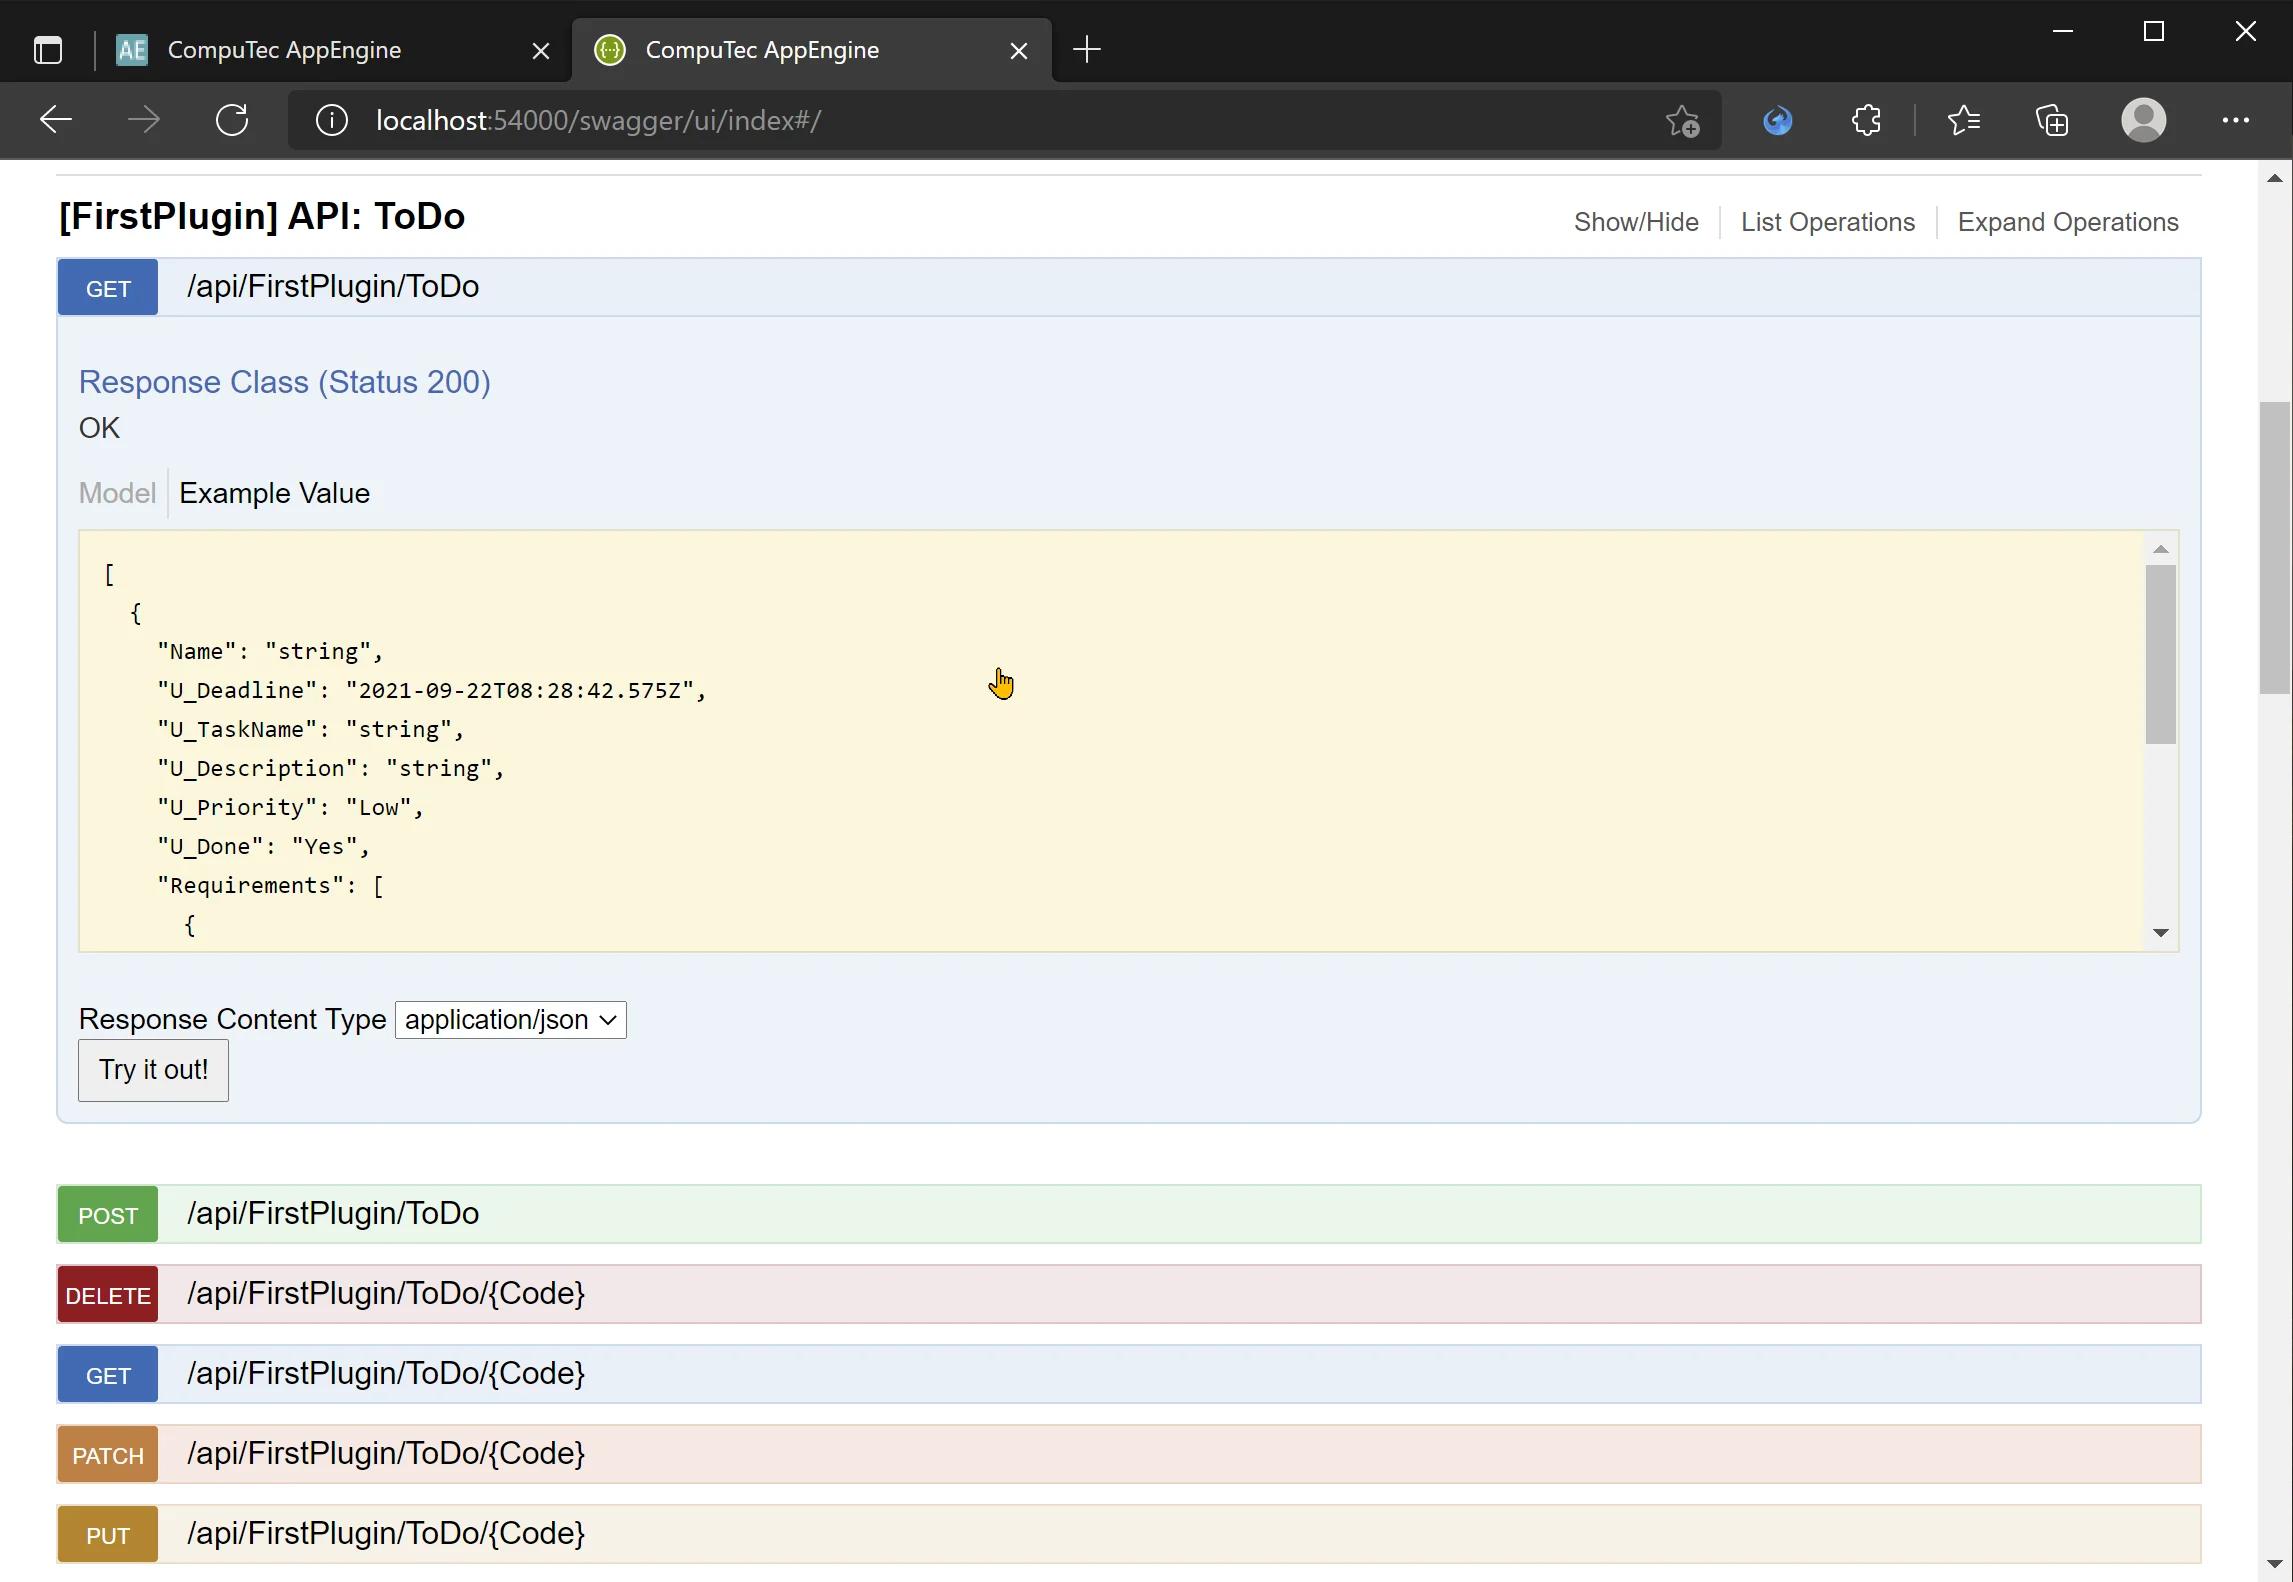 AE CompuTec AppEngine
CompuTec AppEngine
localhost:54000/swagger/ui/index#/
[FirstPlugin] API: ToDo
Show/Hide
List Operations
Expand Operations
GET /api/FirstPlugin/ToDo
Response Class (Status 200)
OK
Model Example Value
[
{
"Name": "string",
"U_Deadline": "2021-09-22T08:28:42.575Z",
"U_TaskName": "string",
"U_Description": "string",
"U_Priority": "Low",
"U_Done": "Yes",
"Requirements": [
{
Response Content Type application/json
Try it out!
POST /api/FirstPlugin/ToDo
DELETE /api/FirstPlugin/ToDo/{Code}
GET /api/FirstPlugin/ToDo/{Code}
PATCH /api/FirstPlugin/ToDo/{Code}
PUT /api/FirstPlugin/ToDo/{Code}